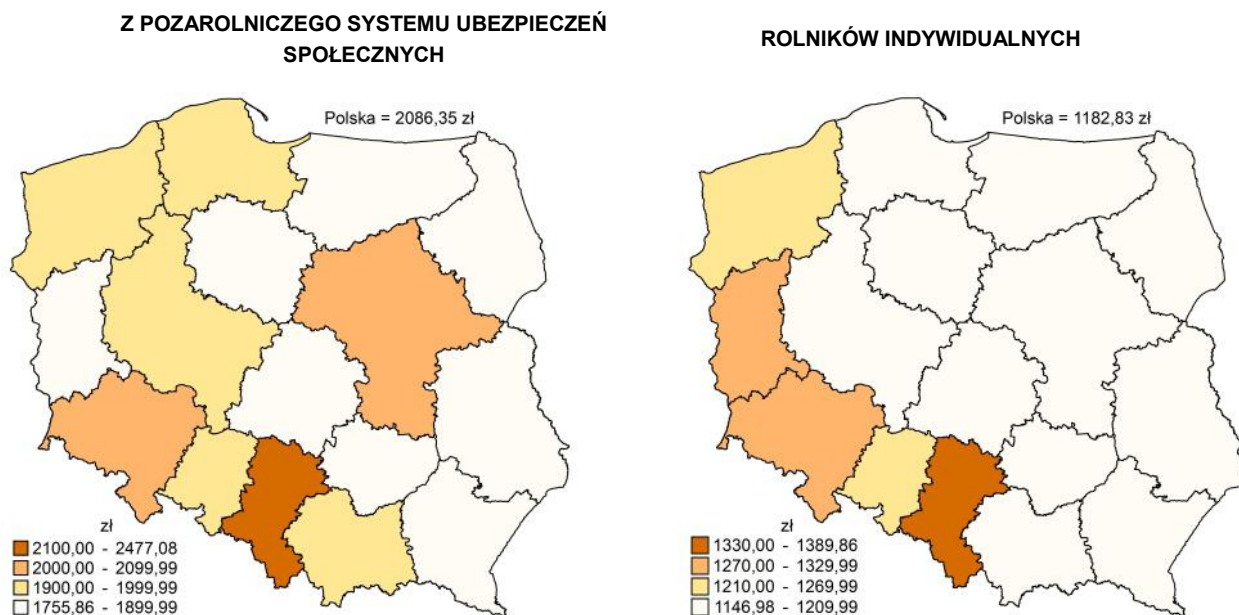 Z POZAROLNICZEGO SYSTEMU UBEZPIECZEŃ
SPOŁECZNYCH
Polska = 2086,35 zł
zł
2100,00 - 2477,08
2000,00 - 2099,99
1900,00 - 1999,99
1755,86 - 1899,99
ROLNIKÓW INDYWIDUALNYCH
Polska = 1182,83 zł
zł
1330,00 - 1389,86
1270,00 - 1329,99
1210,00 - 1269,99
1146,98 - 1209,99